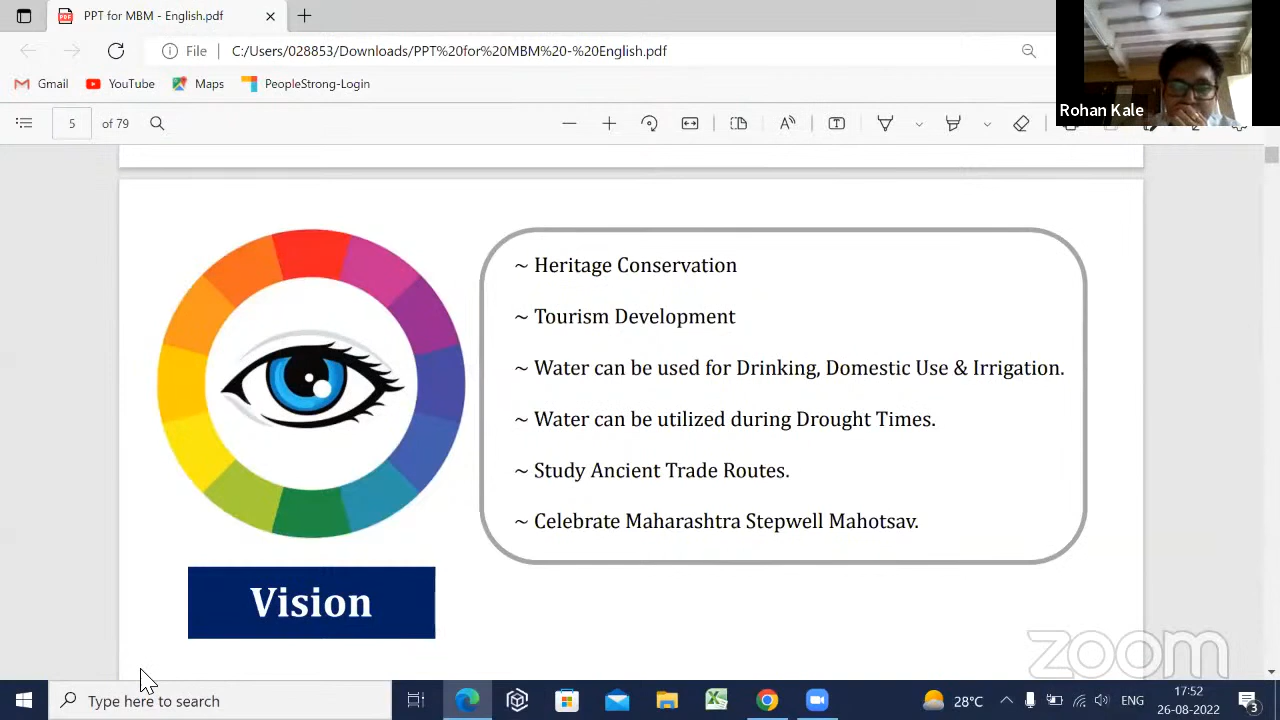 PPT for MBM - English.pdf
File
C:/Users/028853/Downloads/PPT%20for%20MBM%20-%20English.pdf
Gmail
YouTube
Maps
PeopleStrong-Login
Rohan Kale
5 of 79
~ Heritage Conservation
~ Tourism Development
~ Water can be used for Drinking, Domestic Use & Irrigation.
~ Water can be utilized during Drought Times.
~ Study Ancient Trade Routes.
~ Celebrate Maharashtra Stepwell Mahotsav.
Vision
zoom
Type here to search
28°C
ENG
17:52
26-08-2022
3